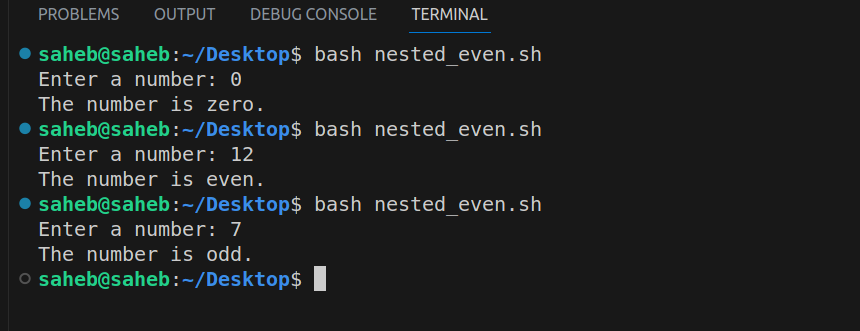 PROBLEMS OUTPUT DEBUG CONSOLE TERMINAL
saheb@saheb:~/Desktop$ bash nested_even.sh
Enter a number: 0
The number is zero.
saheb@saheb:~/Desktop$ bash nested_even.sh
Enter a number: 12
The number is even.
saheb@saheb:~/Desktop$ bash nested_even.sh
Enter a number: 7
The number is odd.
saheb@saheb:~/Desktop$